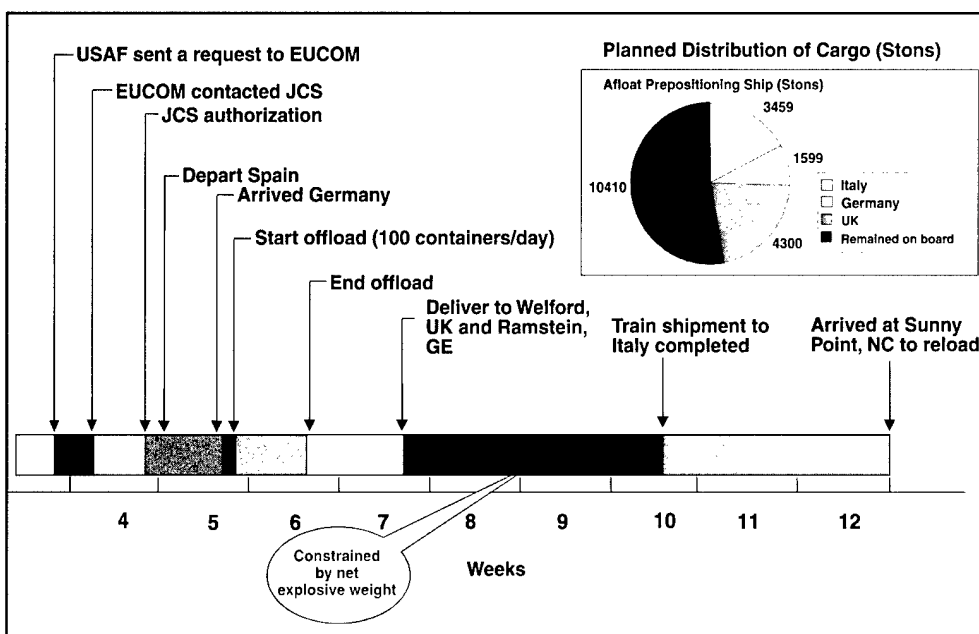 USAF sent a request to EUCOM
EUCOM contacted JCS
JCS authorization
Depart Spain
Arrived Germany
Start offload (100 containers/day)
End offload
Deliver to Welford,
UK and Ramstein,
GE
Train shipment to
Italy completed
Arrived at Sunny
Point, NC to reload
Planned Distribution of Cargo (Stons)
Afloat Prepositioning Ship (Stons)
3459
1599
10410
4300
Italy
Germany
UK
Remained on board
4 5 6 7 8 9 10 11 12
Weeks
Constrained
by net
explosive weight